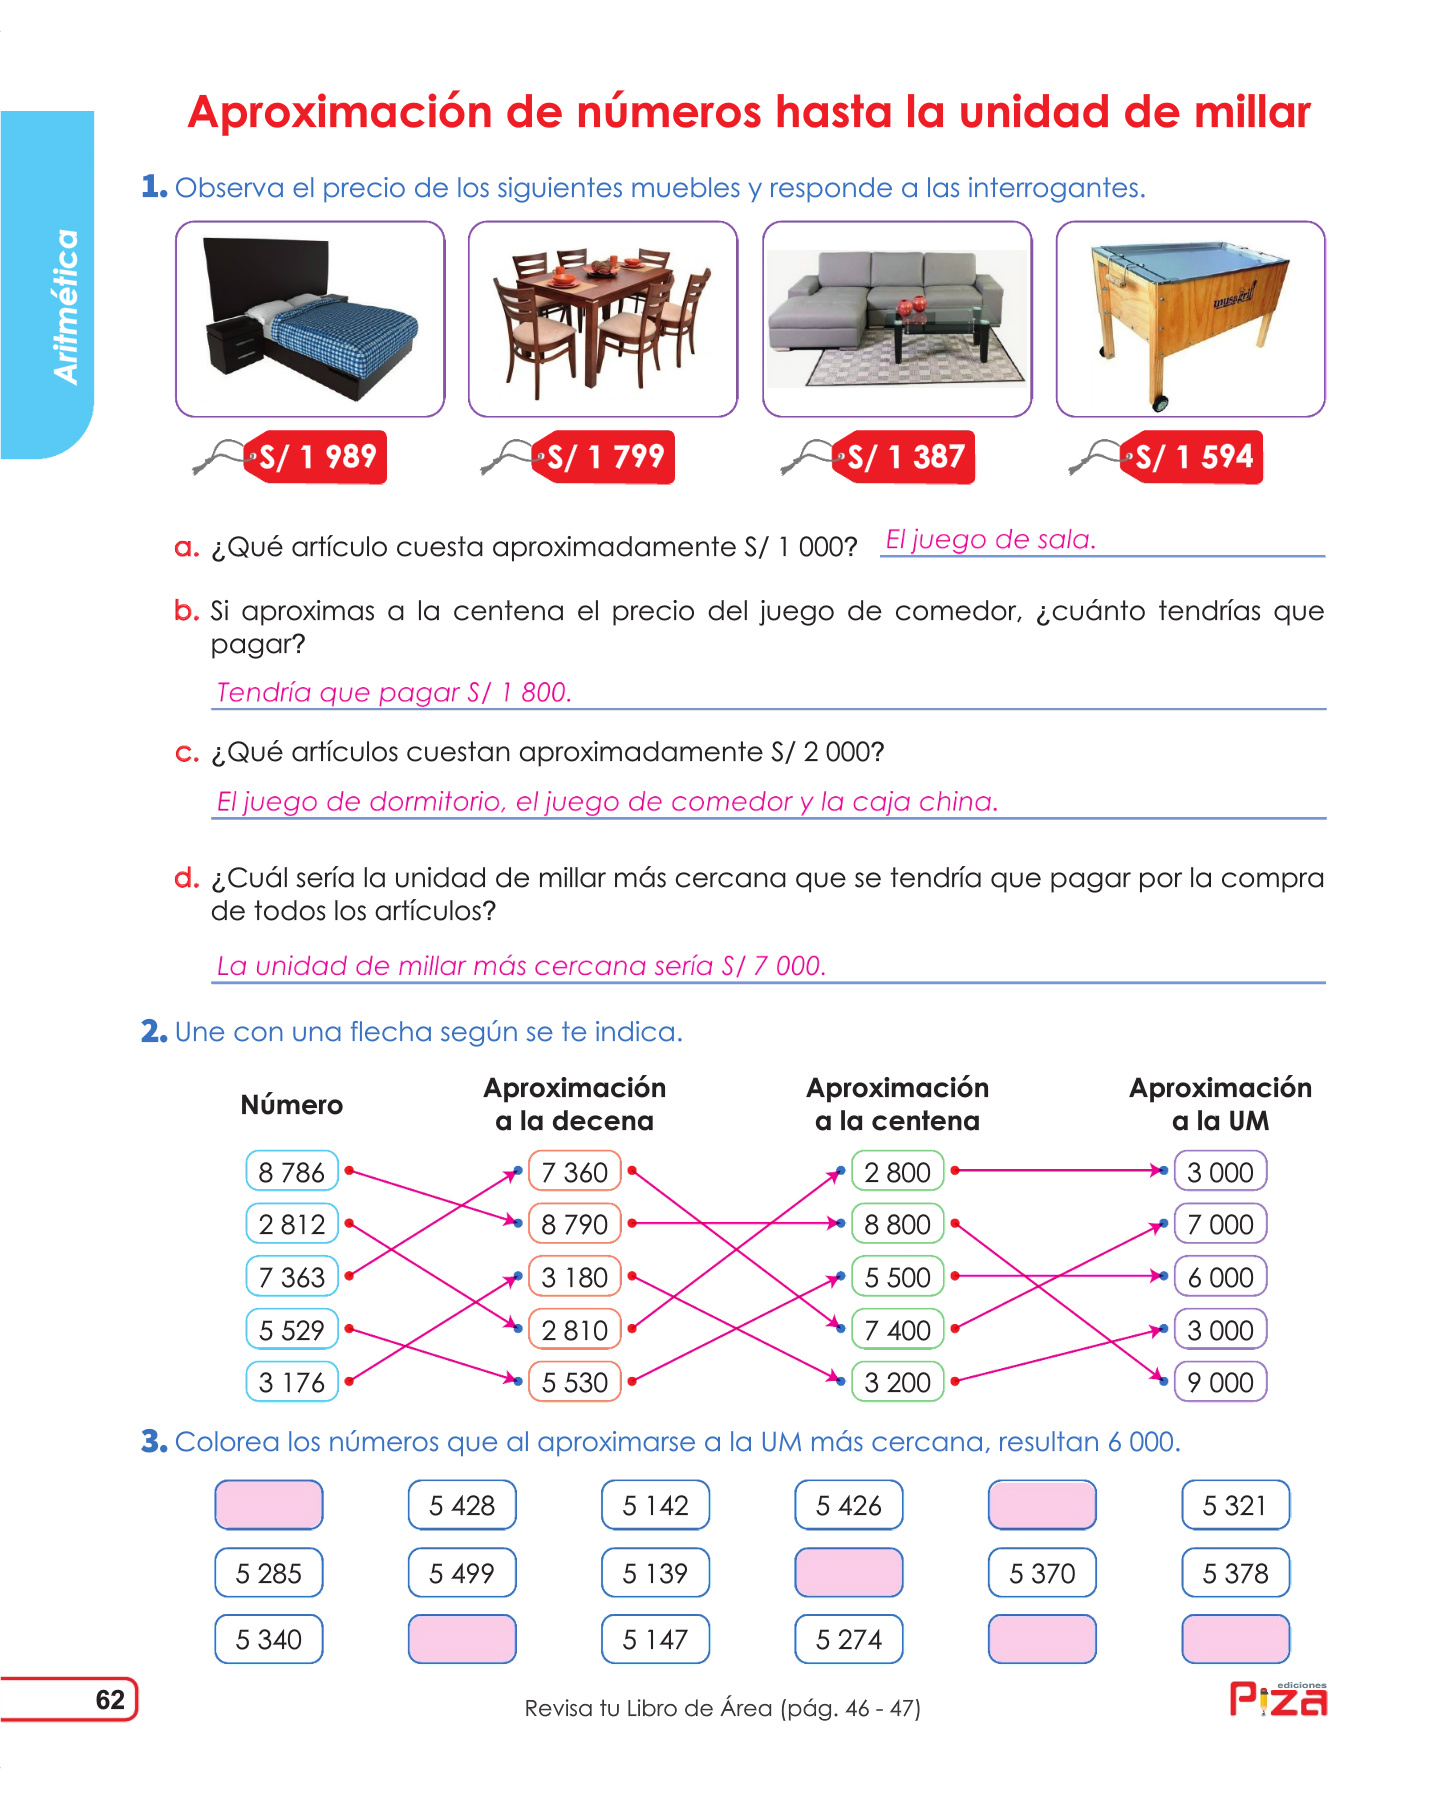 Aproximación de números hasta la unidad de millar
Aritmética
1. Observa el precio de los siguientes muebles y responde a las interrogantes.
S/ 1 989
S/ 1 799
S/ 1 387
S/ 1 594
a. ¿Qué artículo cuesta aproximadamente S/ 1 000? El juego de sala.
b. Si aproximas a la centena el precio del juego de comedor, ¿cuánto tendrías que
pagar?
Tendría que pagar S/ 1 800.
c. ¿Qué artículos cuestan aproximadamente S/ 2 000?
El juego de dormitorio, el juego de comedor y la caja china.
d. ¿Cuál sería la unidad de millar más cercana que se tendría que pagar por la compra
de todos los artículos?
La unidad de millar más cercana sería S/ 7 000.
2. Une con una flecha según se te indica.
Número
Aproximación
a la decena
Aproximación
a la centena
Aproximación
a la UM
8 786 7 360 2 800 3 000
2 812 8 790 8 800 7 000
7 363 3 180 5 500 6 000
5 529 2 810 7 400 3 000
3 176 5 530 3 200 9 000
3. Colorea los números que al aproximarse a la UM más cercana, resultan 6 000.
5 428 5 142 5 426 5 321
5 285 5 499 5 139 5 370 5 378
5 340 5 147 5 274
62
Revisa tu Libro de Área (pág. 46 - 47)
ediciones
Piza